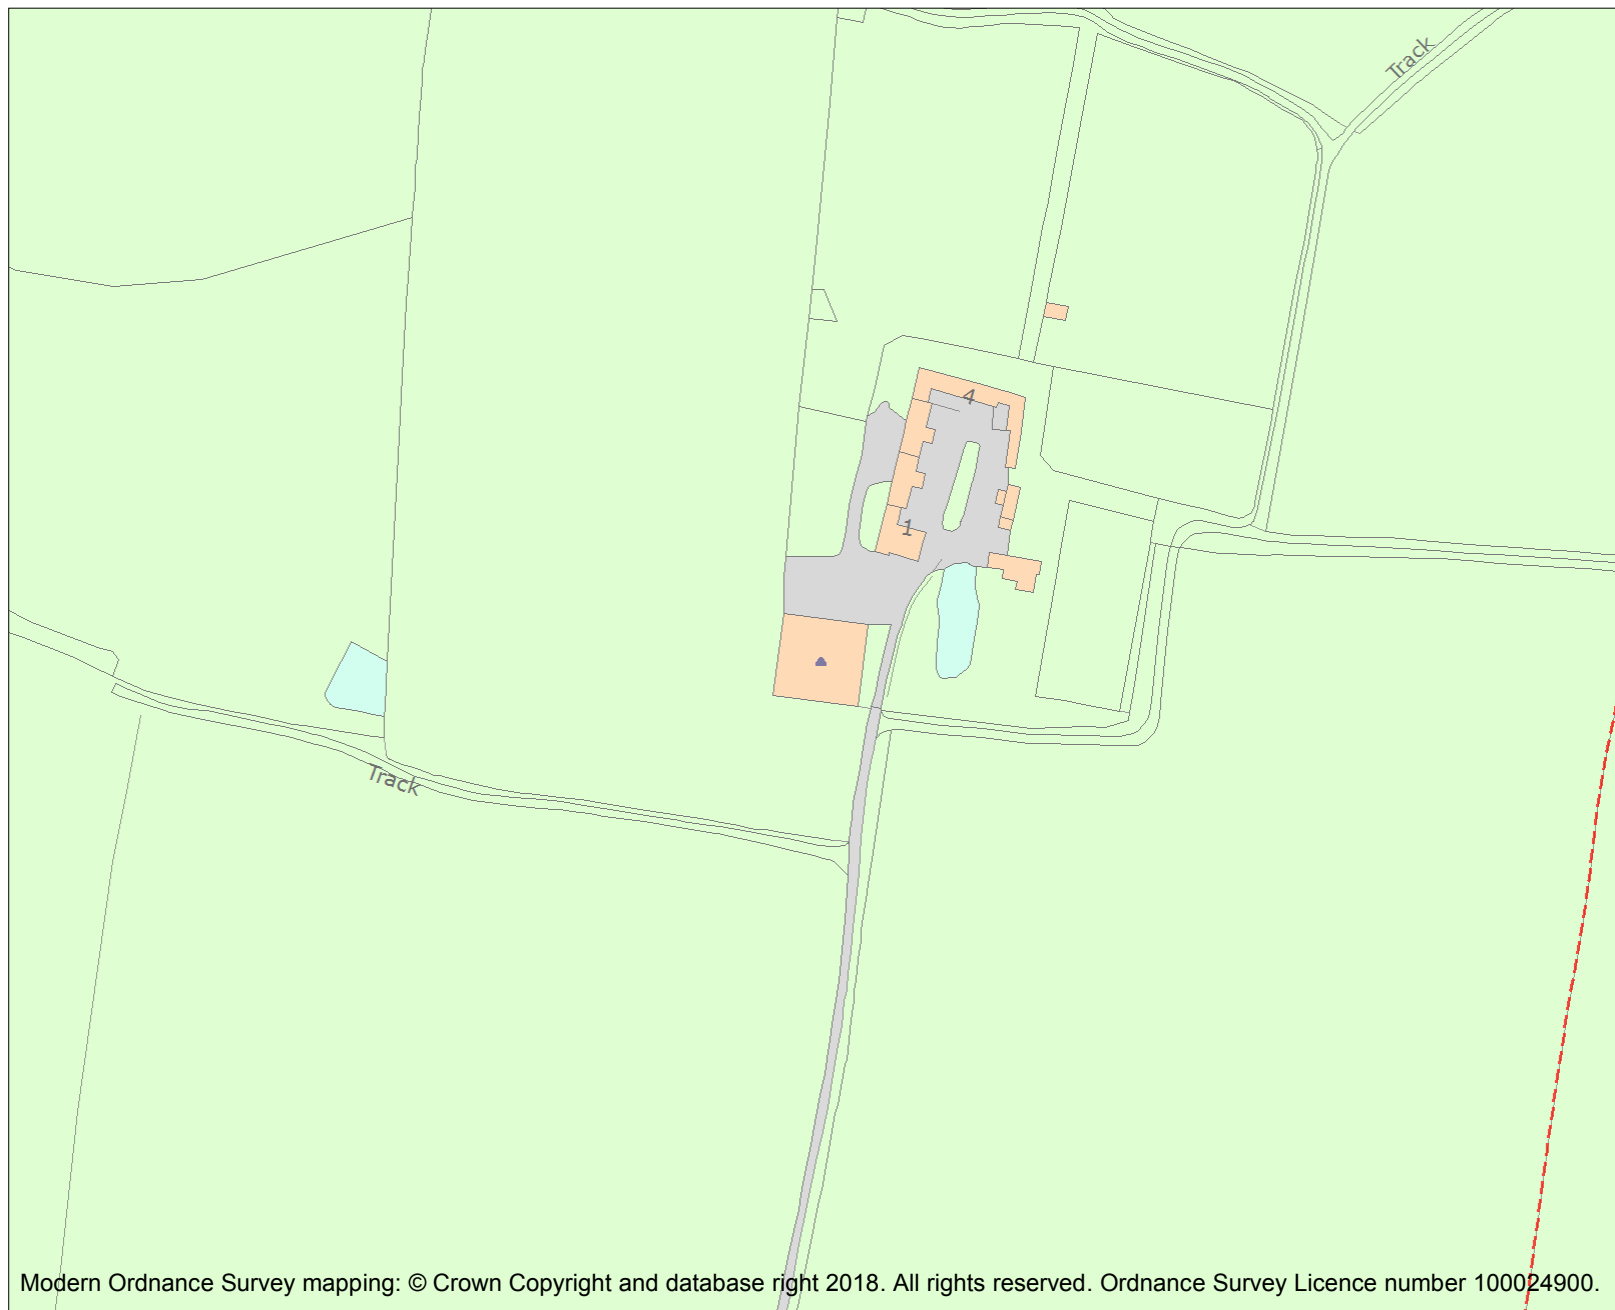 Track
4
1
Track
Modern Ordnance Survey mapping: © Crown Copyright and database right 2018. All rights reserved. Ordnance Survey Licence number 100024900.